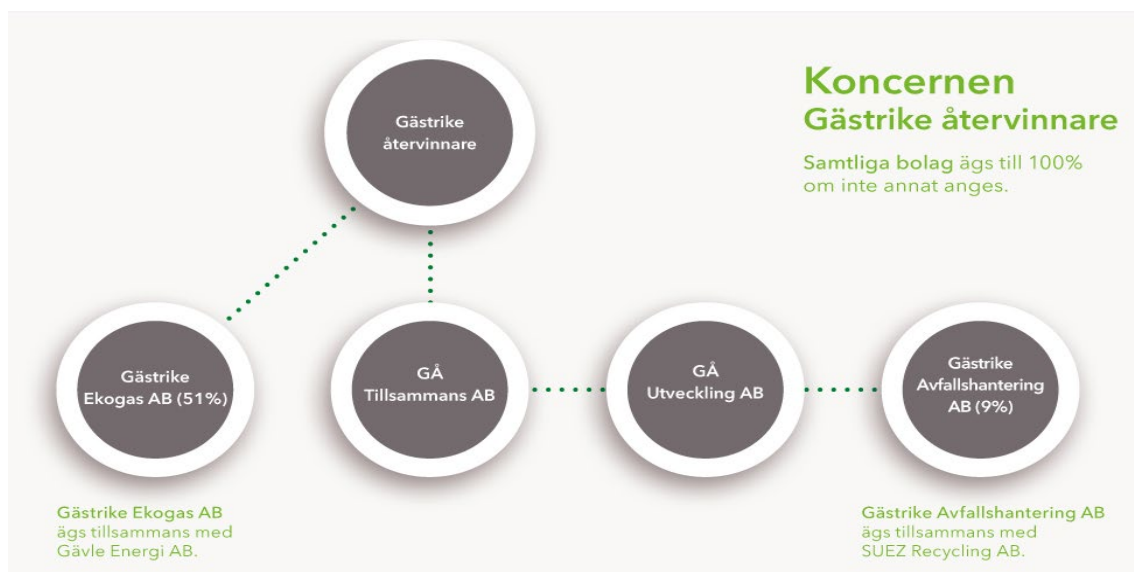 Koncernen
Gästrike återvinnare
Samtliga bolag ägs till 100%
om inte annat anges.
Gästrike
återvinnare
Gästrike
Ekogas AB (51%)
GÅ
Tillsammans AB
GÅ
Utveckling AB
Gästrike
Avfallshantering
AB (9%)
Gästrike Ekogas AB
ägs tillsammans med
Gävle Energi AB.
Gästrike Avfallshantering AB
ägs tillsammans med
SUEZ Recycling AB.